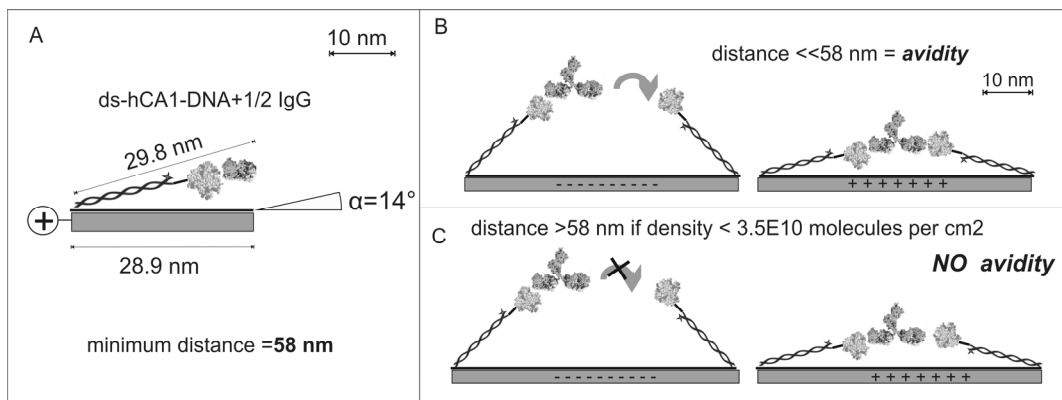 A
10 nm
ds-hCA1-DNA+1/2 IgG
29.8 nm
α=14°
+
28.9 nm
minimum distance =58 nm
B
distance <<58 nm = avidity
10 nm
- - - - - - - - - -
+ + + + + + +
C
distance >58 nm if density < 3.5E10 molecules per cm2
NO avidity
- - - - - - - - - -
+ + + + + + +